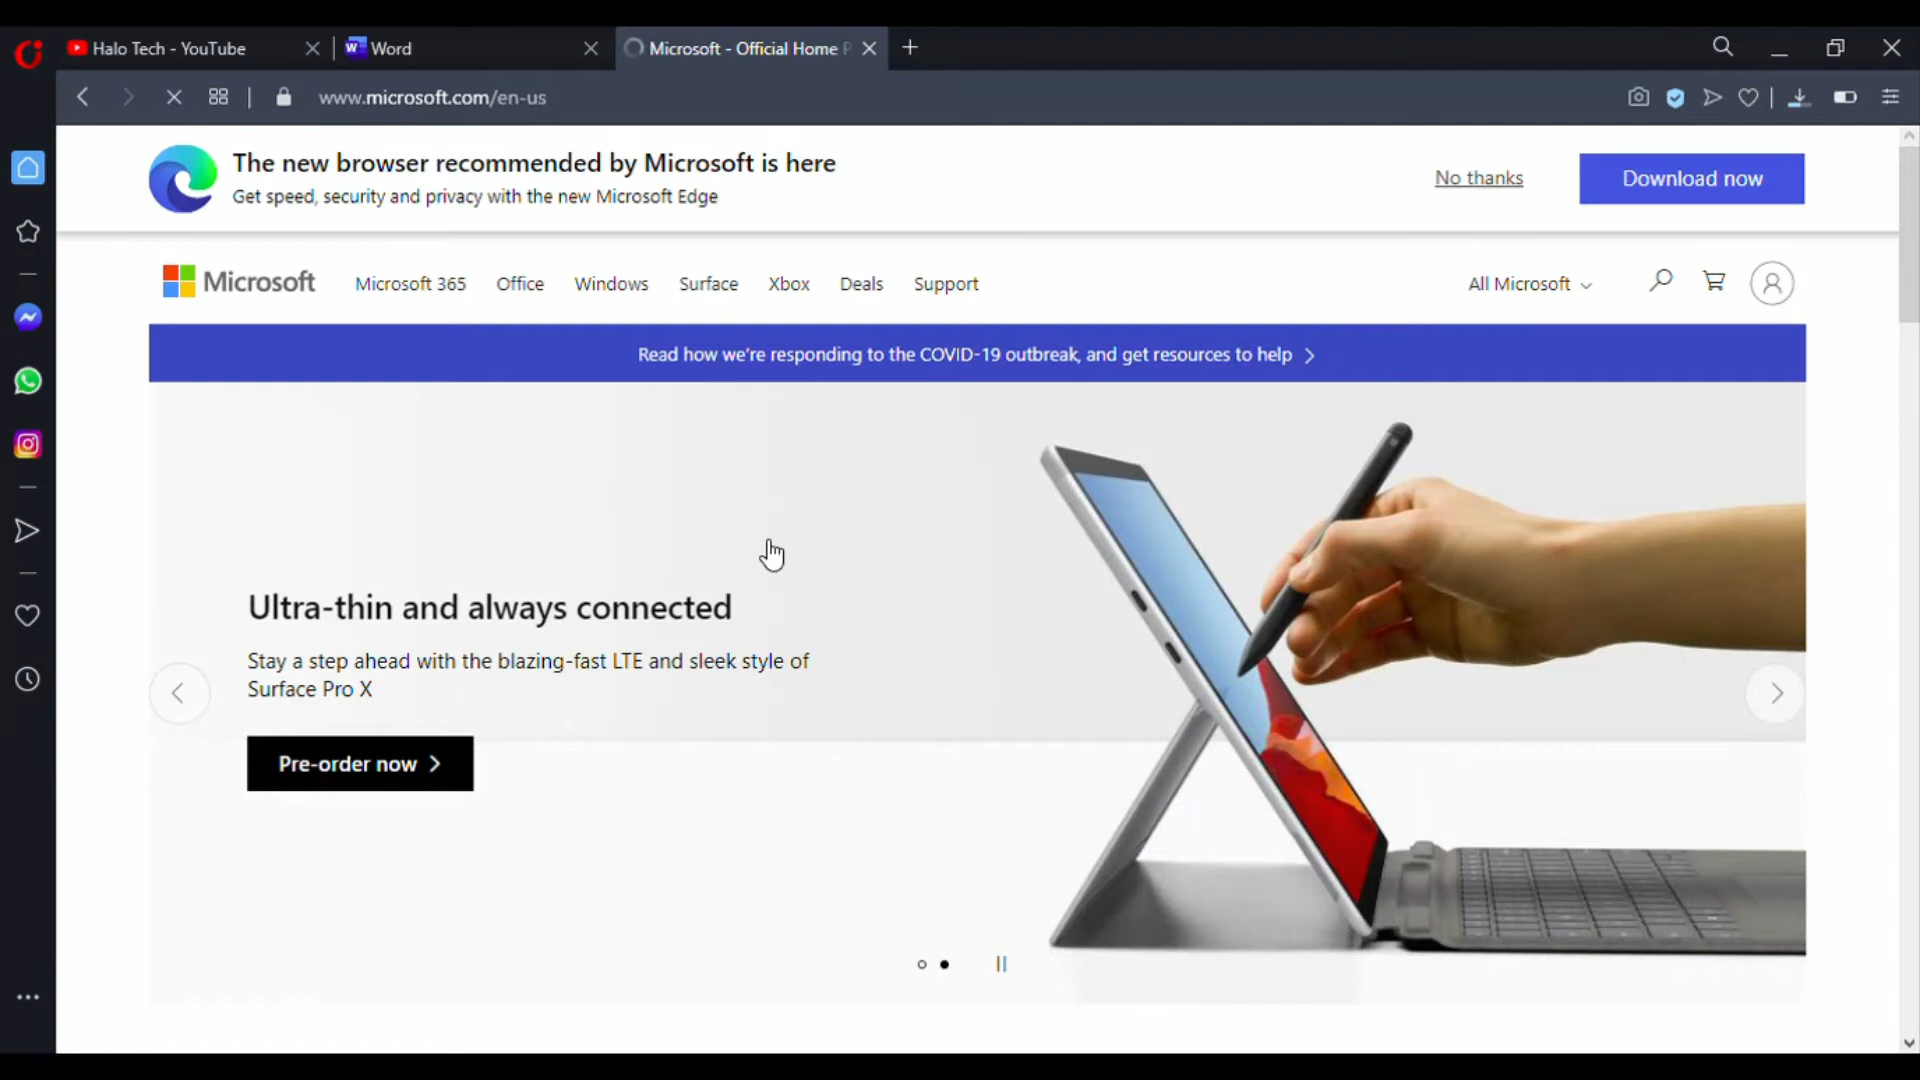 Halo Tech - YouTube
Word
Microsoft - Official Home P
www.microsoft.com/en-us
The new browser recommended by Microsoft is here
Get speed, security and privacy with the new Microsoft Edge
No thanks
Download now
Microsoft
Microsoft 365
Office
Windows
Surface
Xbox
Deals
Support
All Microsoft
Read how we're responding to the COVID-19 outbreak, and get resources to help
Ultra-thin and always connected
Stay a step ahead with the blazing-fast LTE and sleek style of
Surface Pro X
Pre-order now